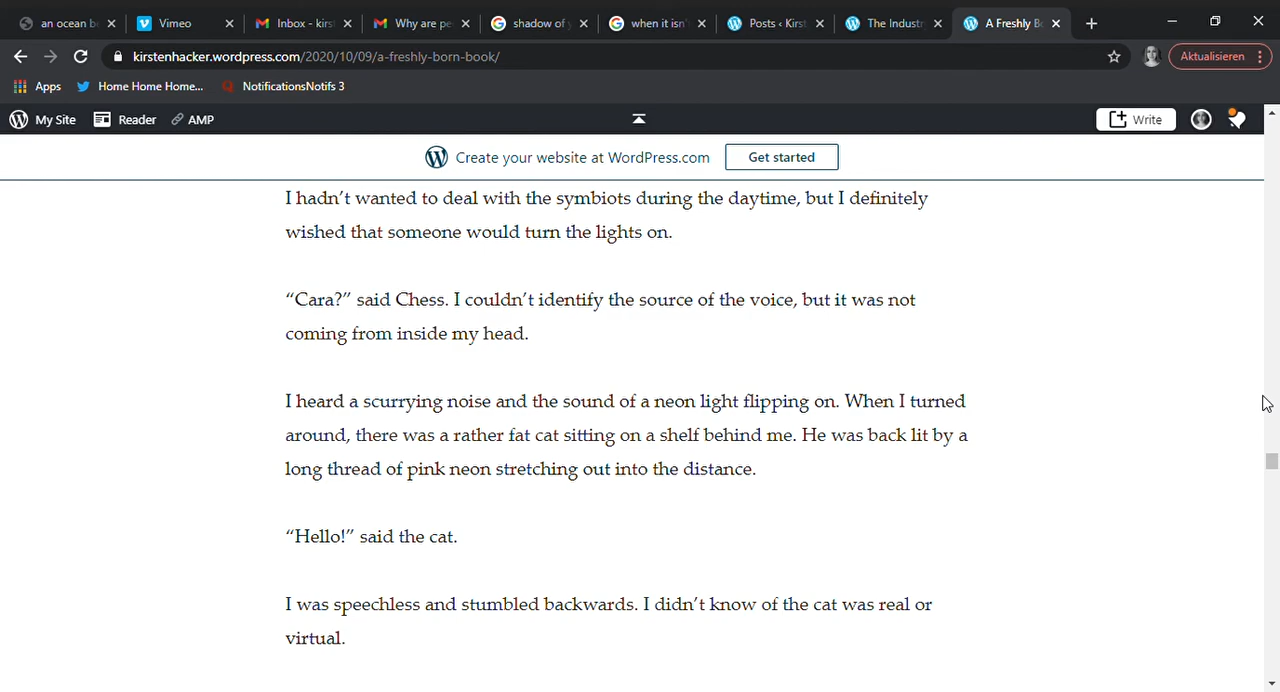 an ocean b
Vimeo
Inbox - kirs
Why are pe
shadow of
when it isn'
Posts ‹ Kirst
The Industr
A Freshly B
kirstenhacker.wordpress.com/2020/10/09/a-freshly-born-book/
Aktualisieren
Apps
Home Home Home...
NotificationsNotifs 3
My Site
Reader
AMP
Write
Create your website at WordPress.com
Get started
I hadn’t wanted to deal with the symbiots during the daytime, but I definitely
wished that someone would turn the lights on.
“Cara?” said Chess. I couldn’t identify the source of the voice, but it was not
coming from inside my head.
I heard a scurrying noise and the sound of a neon light flipping on. When I turned
around, there was a rather fat cat sitting on a shelf behind me. He was back lit by a
long thread of pink neon stretching out into the distance.
“Hello!” said the cat.
I was speechless and stumbled backwards. I didn’t know of the cat was real or
virtual.